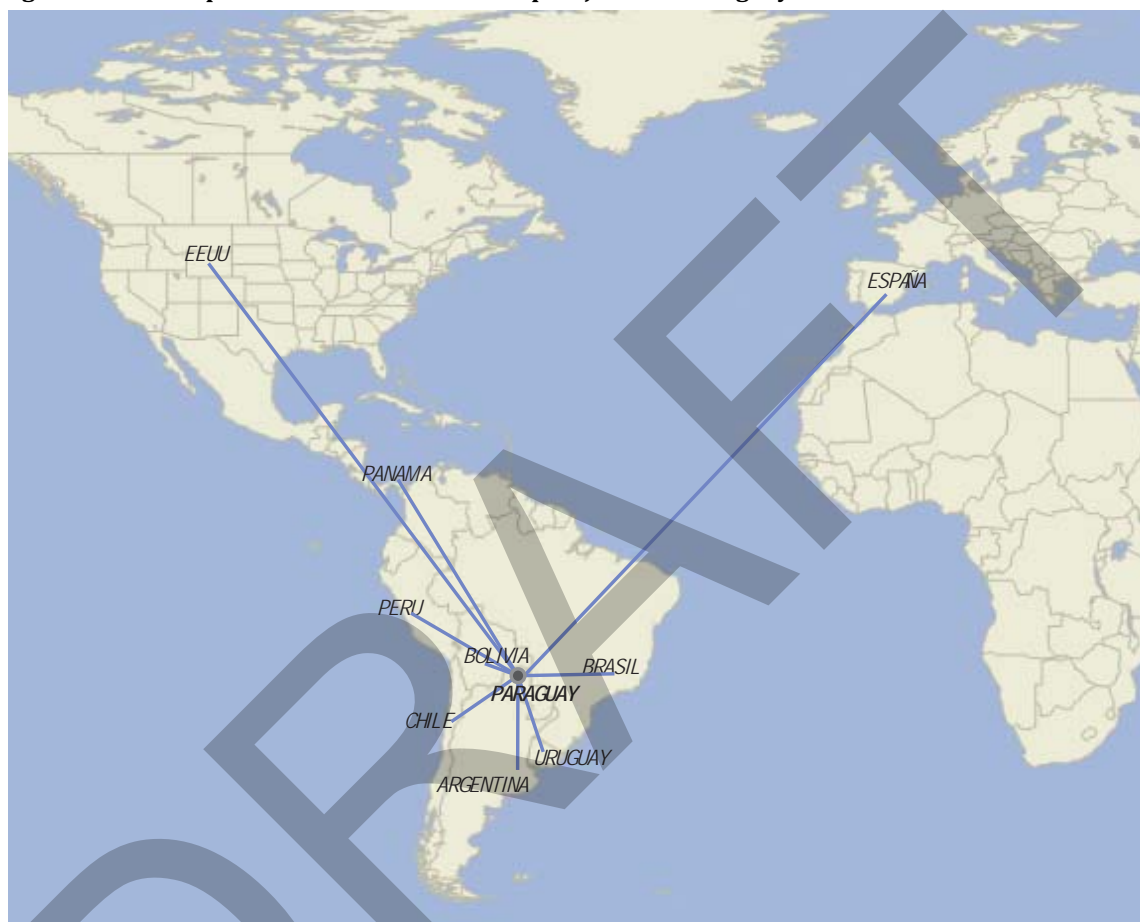 EEUU
ESPAÑA
PANAMA
PERU
BOLIVIA
BRASIL
PARAGUAY
CHILE
URUGUAY
ARGENTINA
DRAFT